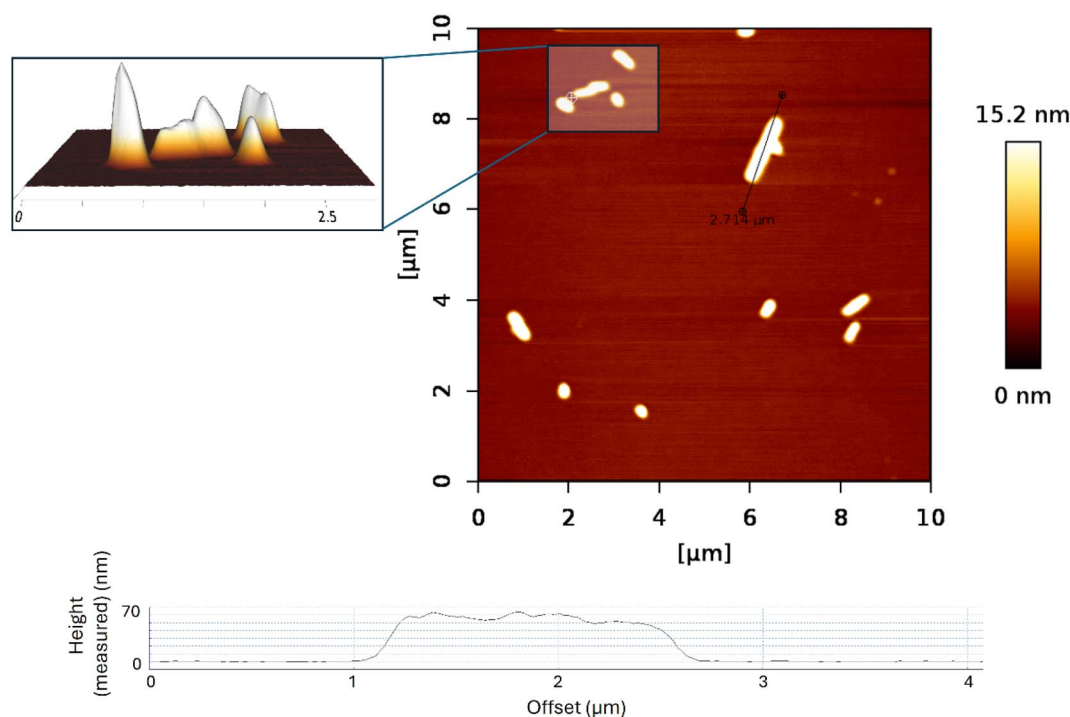 0
2.5
10
8
6
4
2
0
[µm]
2.714 µm
0 2 4 6 8 10
[µm]
15.2 nm
0 nm
Height
(measured) (nm)
70
0
0 1 2 3 4
Offset (µm)